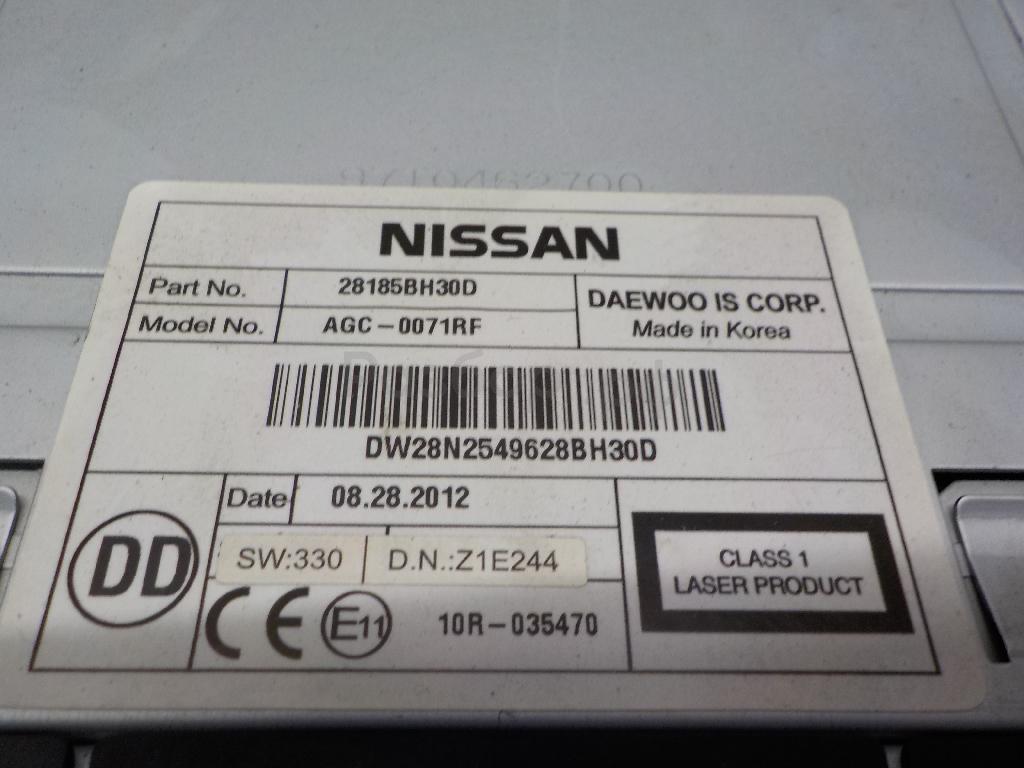 NISSAN
Part No. 28185BH30D
Model No. AGC-0071RF
DAEWOO IS CORP.
Made in Korea
DW28N2549628BH30D
Date 08.28.2012
DD
SW:330 D.N.:Z1E244
CE E11 10R-035470
CLASS 1
LASER PRODUCT